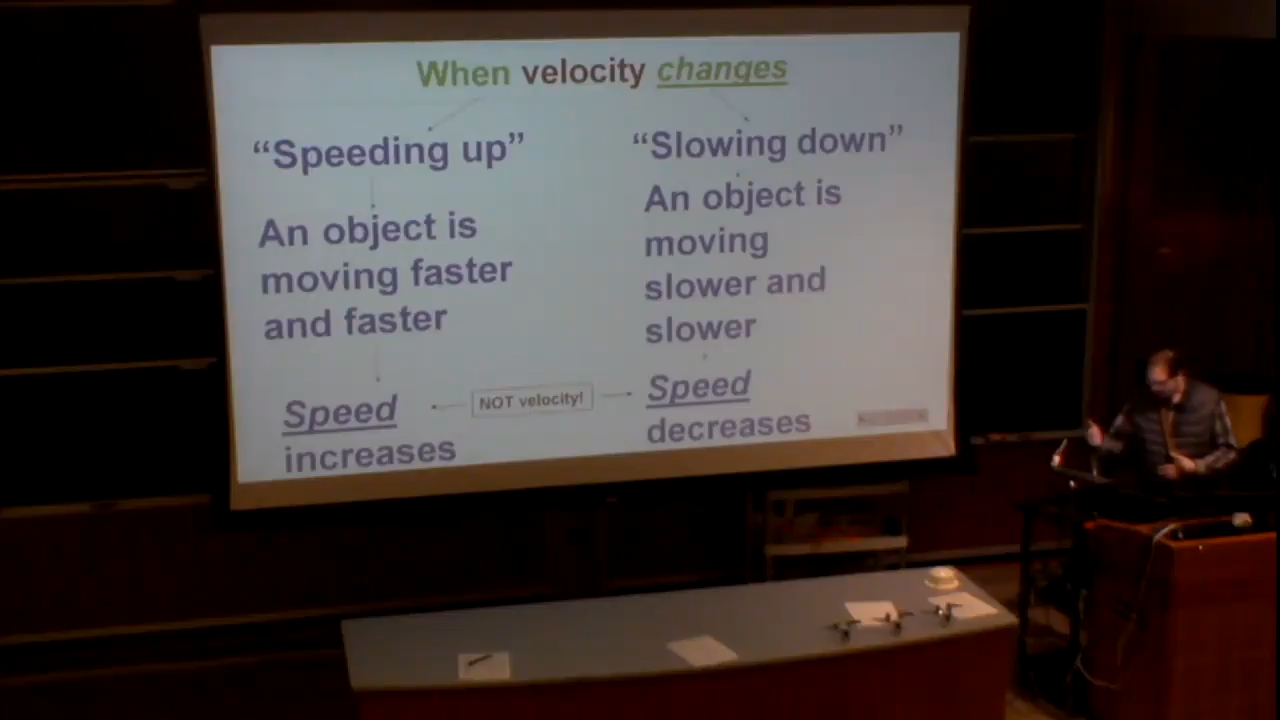 When velocity changes
“Speeding up”
An object is
moving faster
and faster
Speed
increases
NOT velocity!
“Slowing down”
An object is
moving
slower and
slower
Speed
decreases